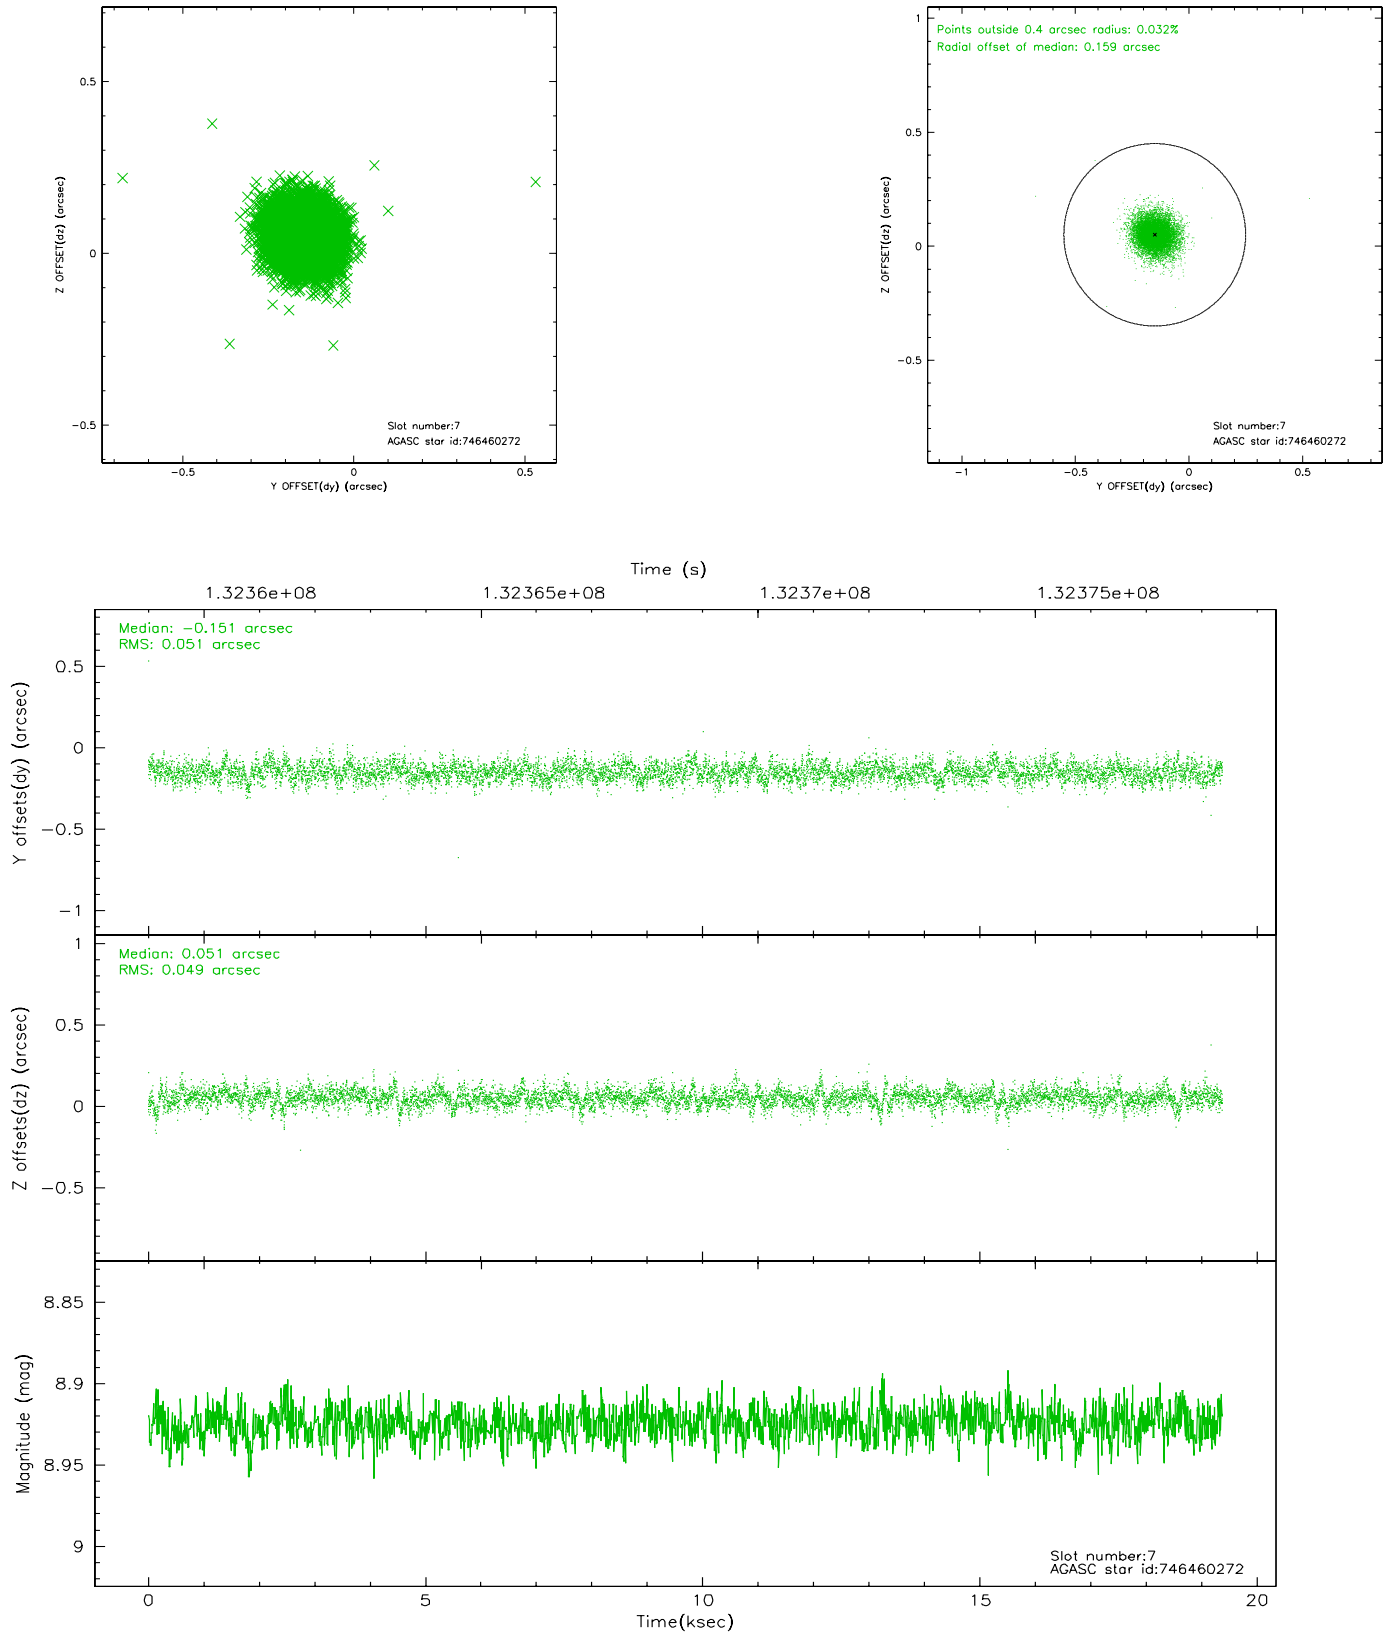 0.5
0
−0.5
Z OFFSET(dz) (arcsec)
Slot number:7
AGASC star id:746460272
−0.5
0
0.5
Y OFFSET(dy) (arcsec)
Points outside 0.4 arcsec radius: 0.032%
Radial offset of median: 0.159 arcsec
1
0.5
0
−0.5
Z OFFSET(dz) (arcsec)
Slot number:7
AGASC star id:746460272
−1
−0.5
0
0.5
Y OFFSET(dy) (arcsec)
Time (s)
1.3236e+08
1.32365e+08
1.3237e+08
1.32375e+08
Median: −0.151 arcsec
RMS: 0.051 arcsec
0.5
0
−0.5
−1
Y offsets(dy) (arcsec)
Median: 0.051 arcsec
RMS: 0.049 arcsec
1
0.5
0
−0.5
Z offsets(dz) (arcsec)
8.85
8.9
8.95
9
Magnitude (mag)
Slot number:7
AGASC star id:746460272
0
5
10
15
20
Time(ksec)